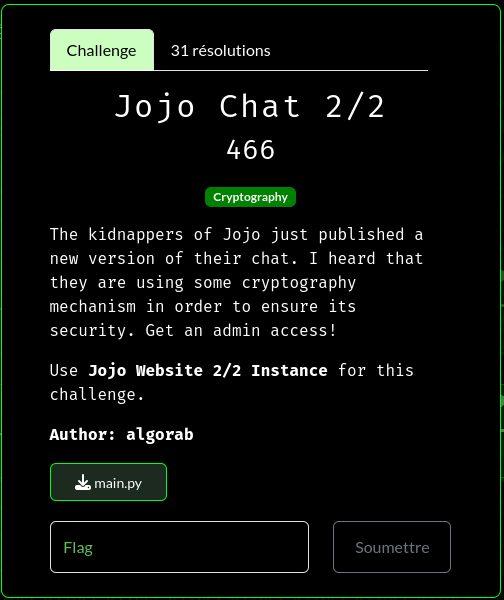 Challenge
31 résolutions
Jojo Chat 2/2
466
Cryptography
The kidnappers of Jojo just published a
new version of their chat. I heard that
they are using some cryptography
mechanism in order to ensure its
security. Get an admin access!
Use Jojo Website 2/2 Instance for this
challenge.
Author: algorab
main.py
Flag
Soumettre